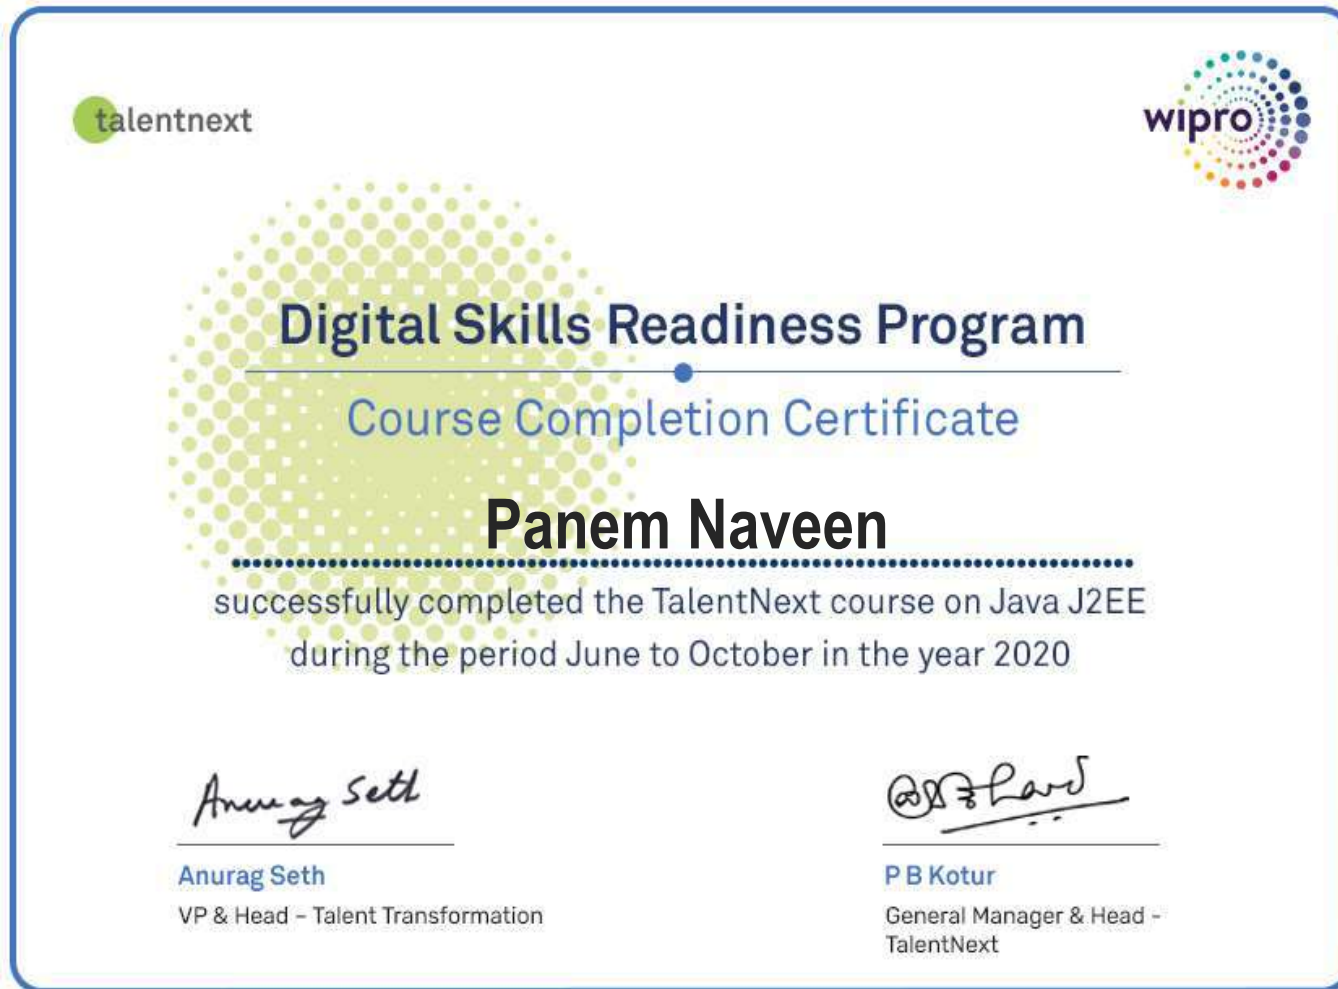 talentnext
wipro
Digital Skills Readiness Program
Course Completion Certificate
Panem Naveen
successfully completed the TalentNext course on Java J2EE
during the period June to October in the year 2020
Anurag Seth
Anurag Seth
P B Kotur
VP & Head – Talent Transformation
General Manager & Head -
TalentNext